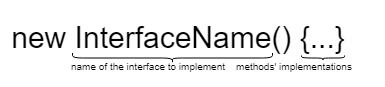 new InterfaceName() {...}
name of the interface to implement methods' implementations